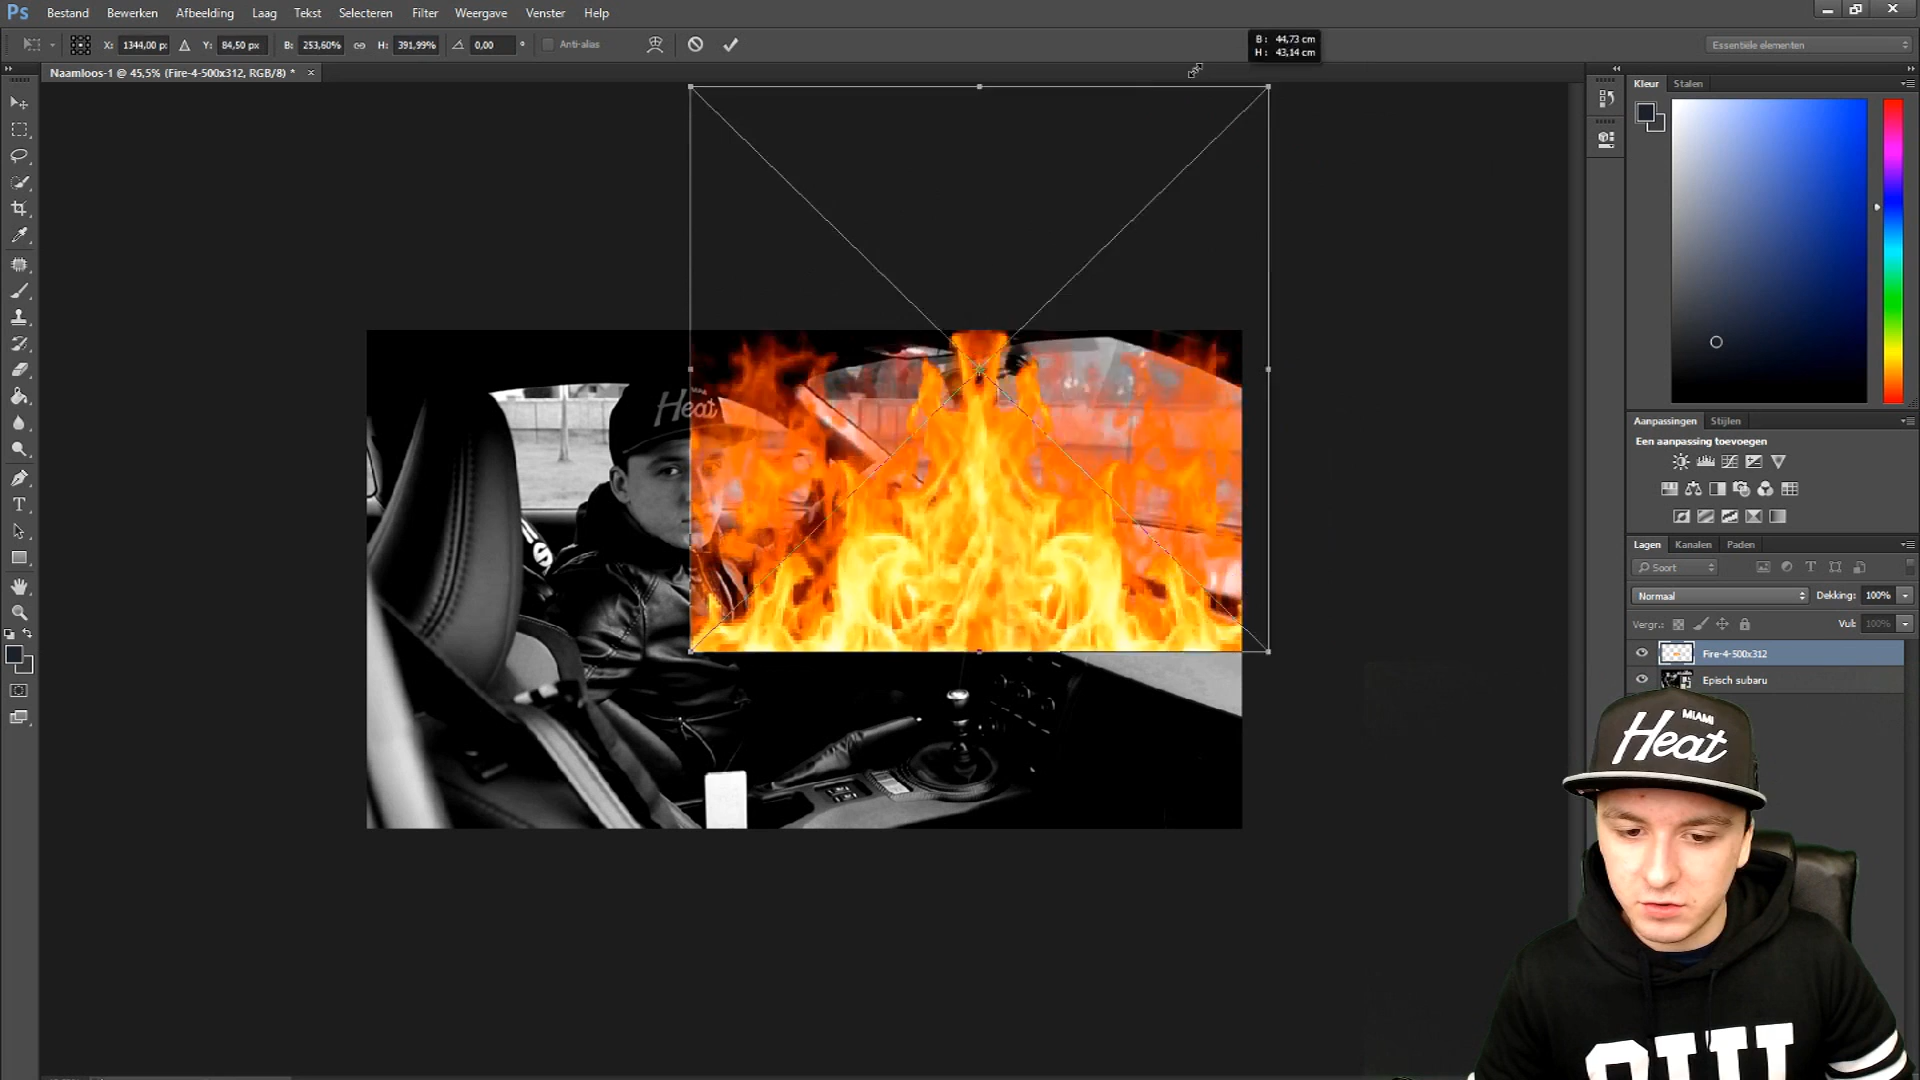 Ps Bestand Bewerken Afbeelding Laag Tekst Selecteren Filter Weergave Venster Help
X: 1344,00 p: Y: 84,50 px B: 253,60% H: 391,99% 0,00 ° Anti-alias
B: 44,73 cm
H: 43,14 cm
Essentiële elementen
Naamloos-1 @ 45,5% (Fire-4-500x312, RGB/8) * ×
Kleur Stalen
Aanpassingen Stijlen
Een aanpassing toevoegen
Lagen Kanalen Paden
Soort
Normaal Dekking: 100%
Vergr.: Vul: 100%
Fire-4-500x312
Episch subaru
Heat
MIAMI
Heat